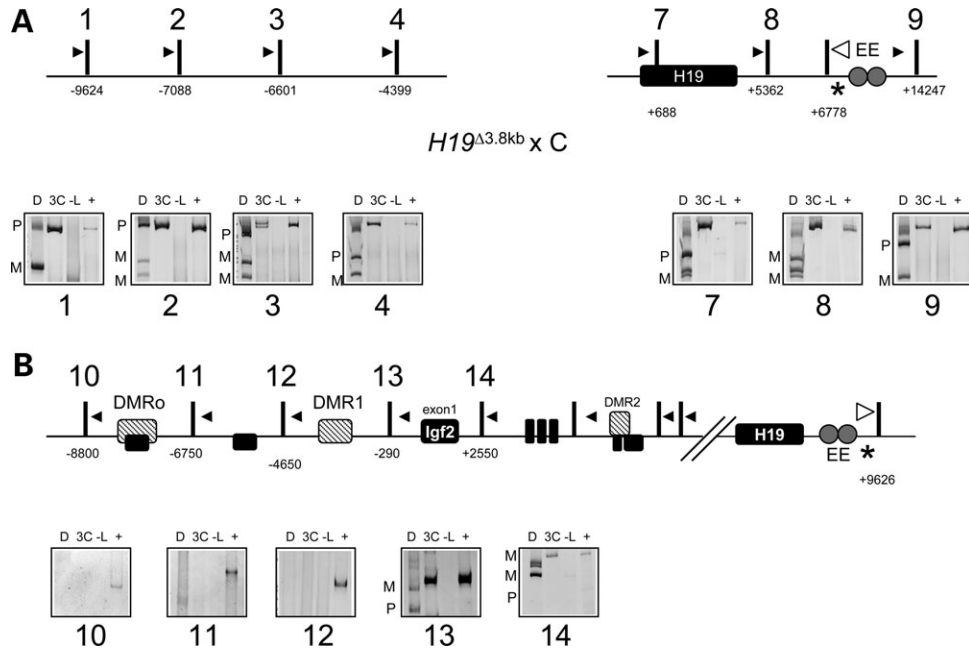 A
1 2 3 4 7 8 9
EE
H19
*
-9624 -7088 -6601 -4399 +688 +5362 +6778 +14247
H19Δ3.8kb x C
D 3C -L + D 3C -L + D 3C -L + D 3C -L + D 3C -L + D 3C -L + D 3C -L +
P P P P P M P
M M M M M M M
M
1 2 3 4 7 8 9
B
10 11 12 13 14
DMRo DMR1 exon1 DMR2
Igf2 H19
EE *
-8800 -6750 -4650 -290 +2550 +9626
D 3C -L + D 3C -L + D 3C -L + D 3C -L + D 3C -L +
M M
P M
P
10 11 12 13 14